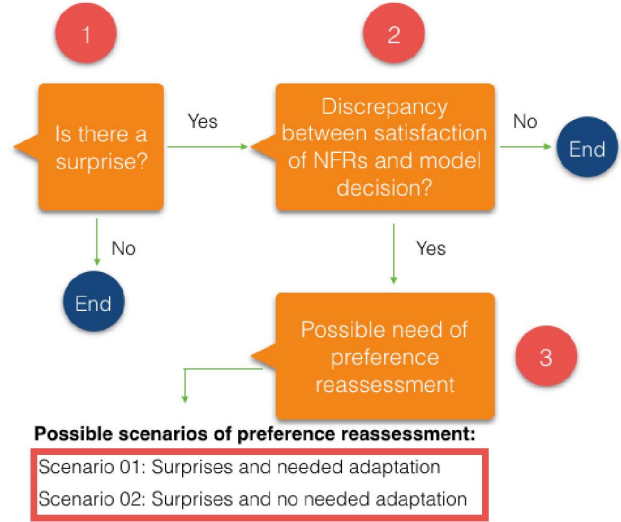 1
2
Is there a
surprise?
Yes
Discrepancy
between satisfaction
of NFRs and model
decision?
No
End
No
End
Yes
Possible need of
preference
reassessment
3
Possible scenarios of preference reassessment:
Scenario 01: Surprises and needed adaptation
Scenario 02: Surprises and no needed adaptation